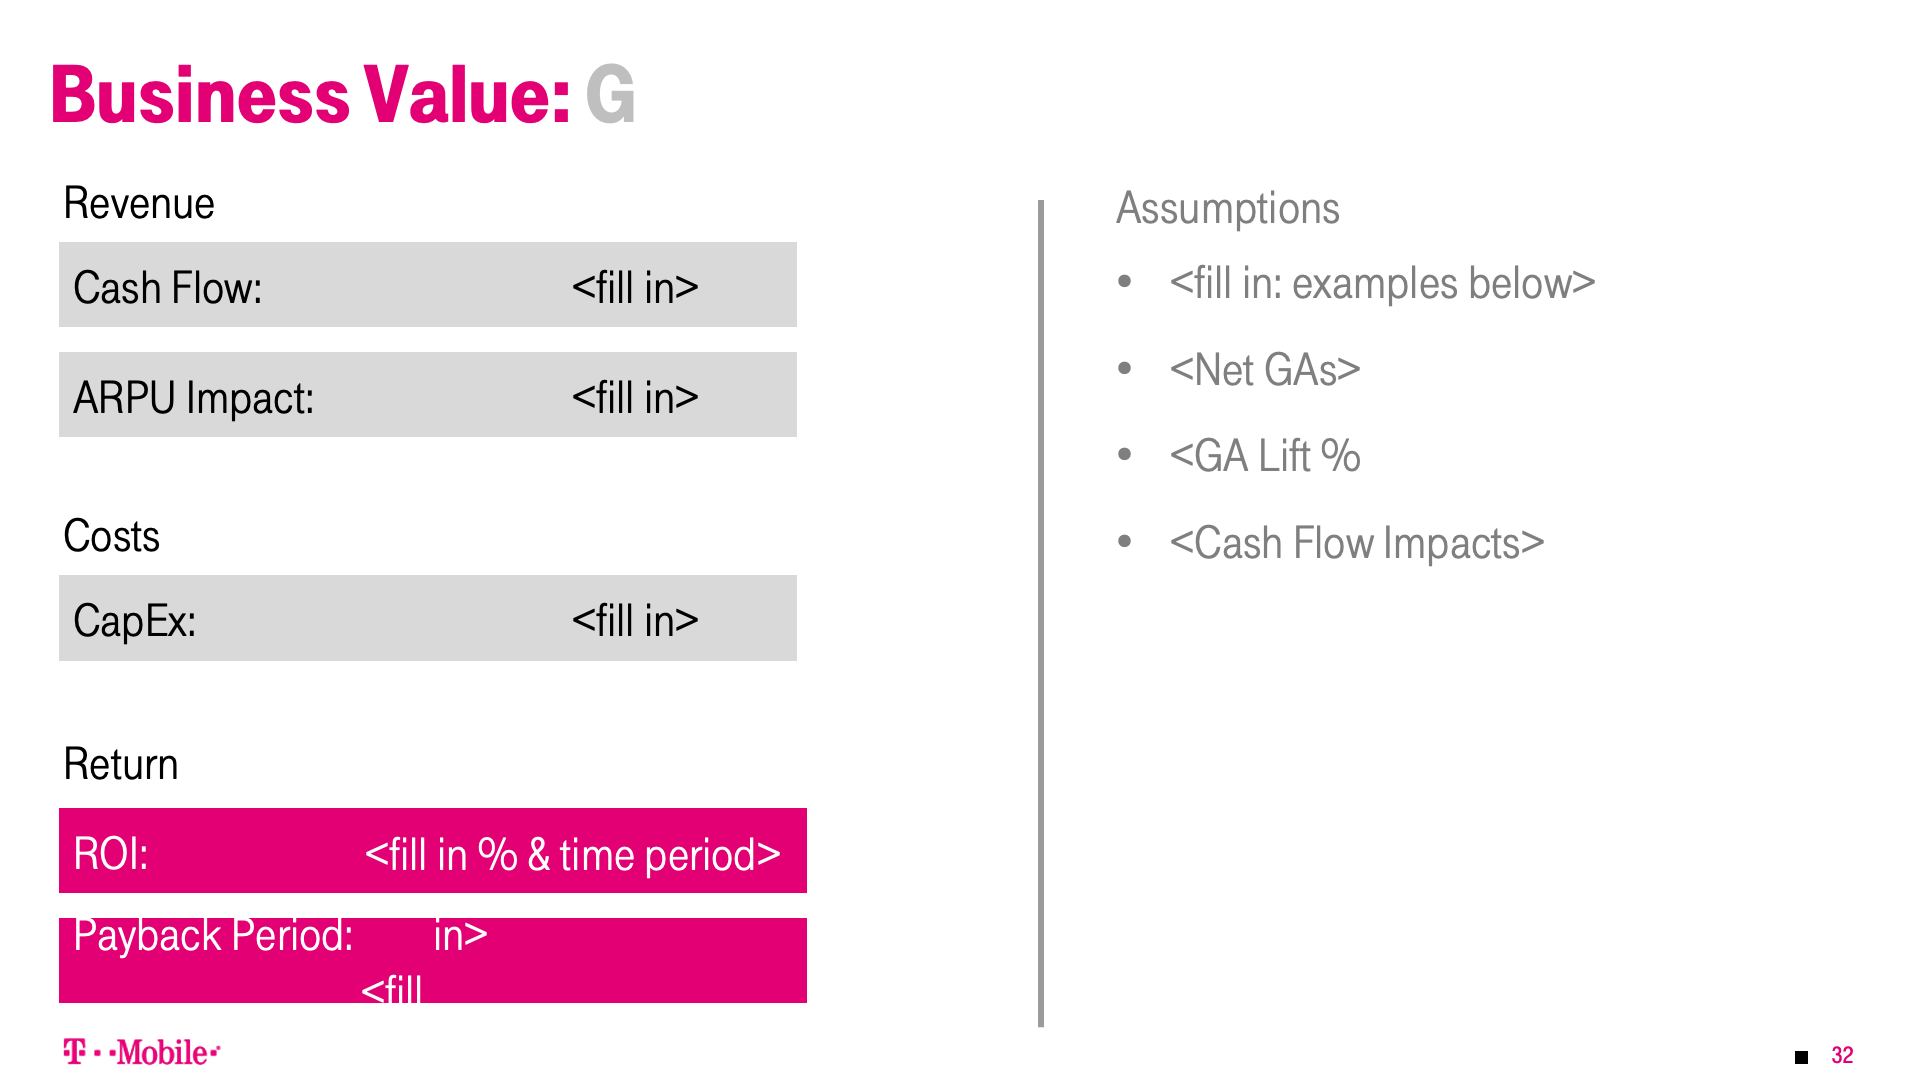 Business Value: G
Revenue
Cash Flow: <fill in>
ARPU Impact: <fill in>
Costs
CapEx: <fill in>
Return
ROI: <fill in % & time period>
Payback Period: in>
<fill
Assumptions
• <fill in: examples below>
• <Net GAs>
• <GA Lift %
• <Cash Flow Impacts>
T··Mobile·
32